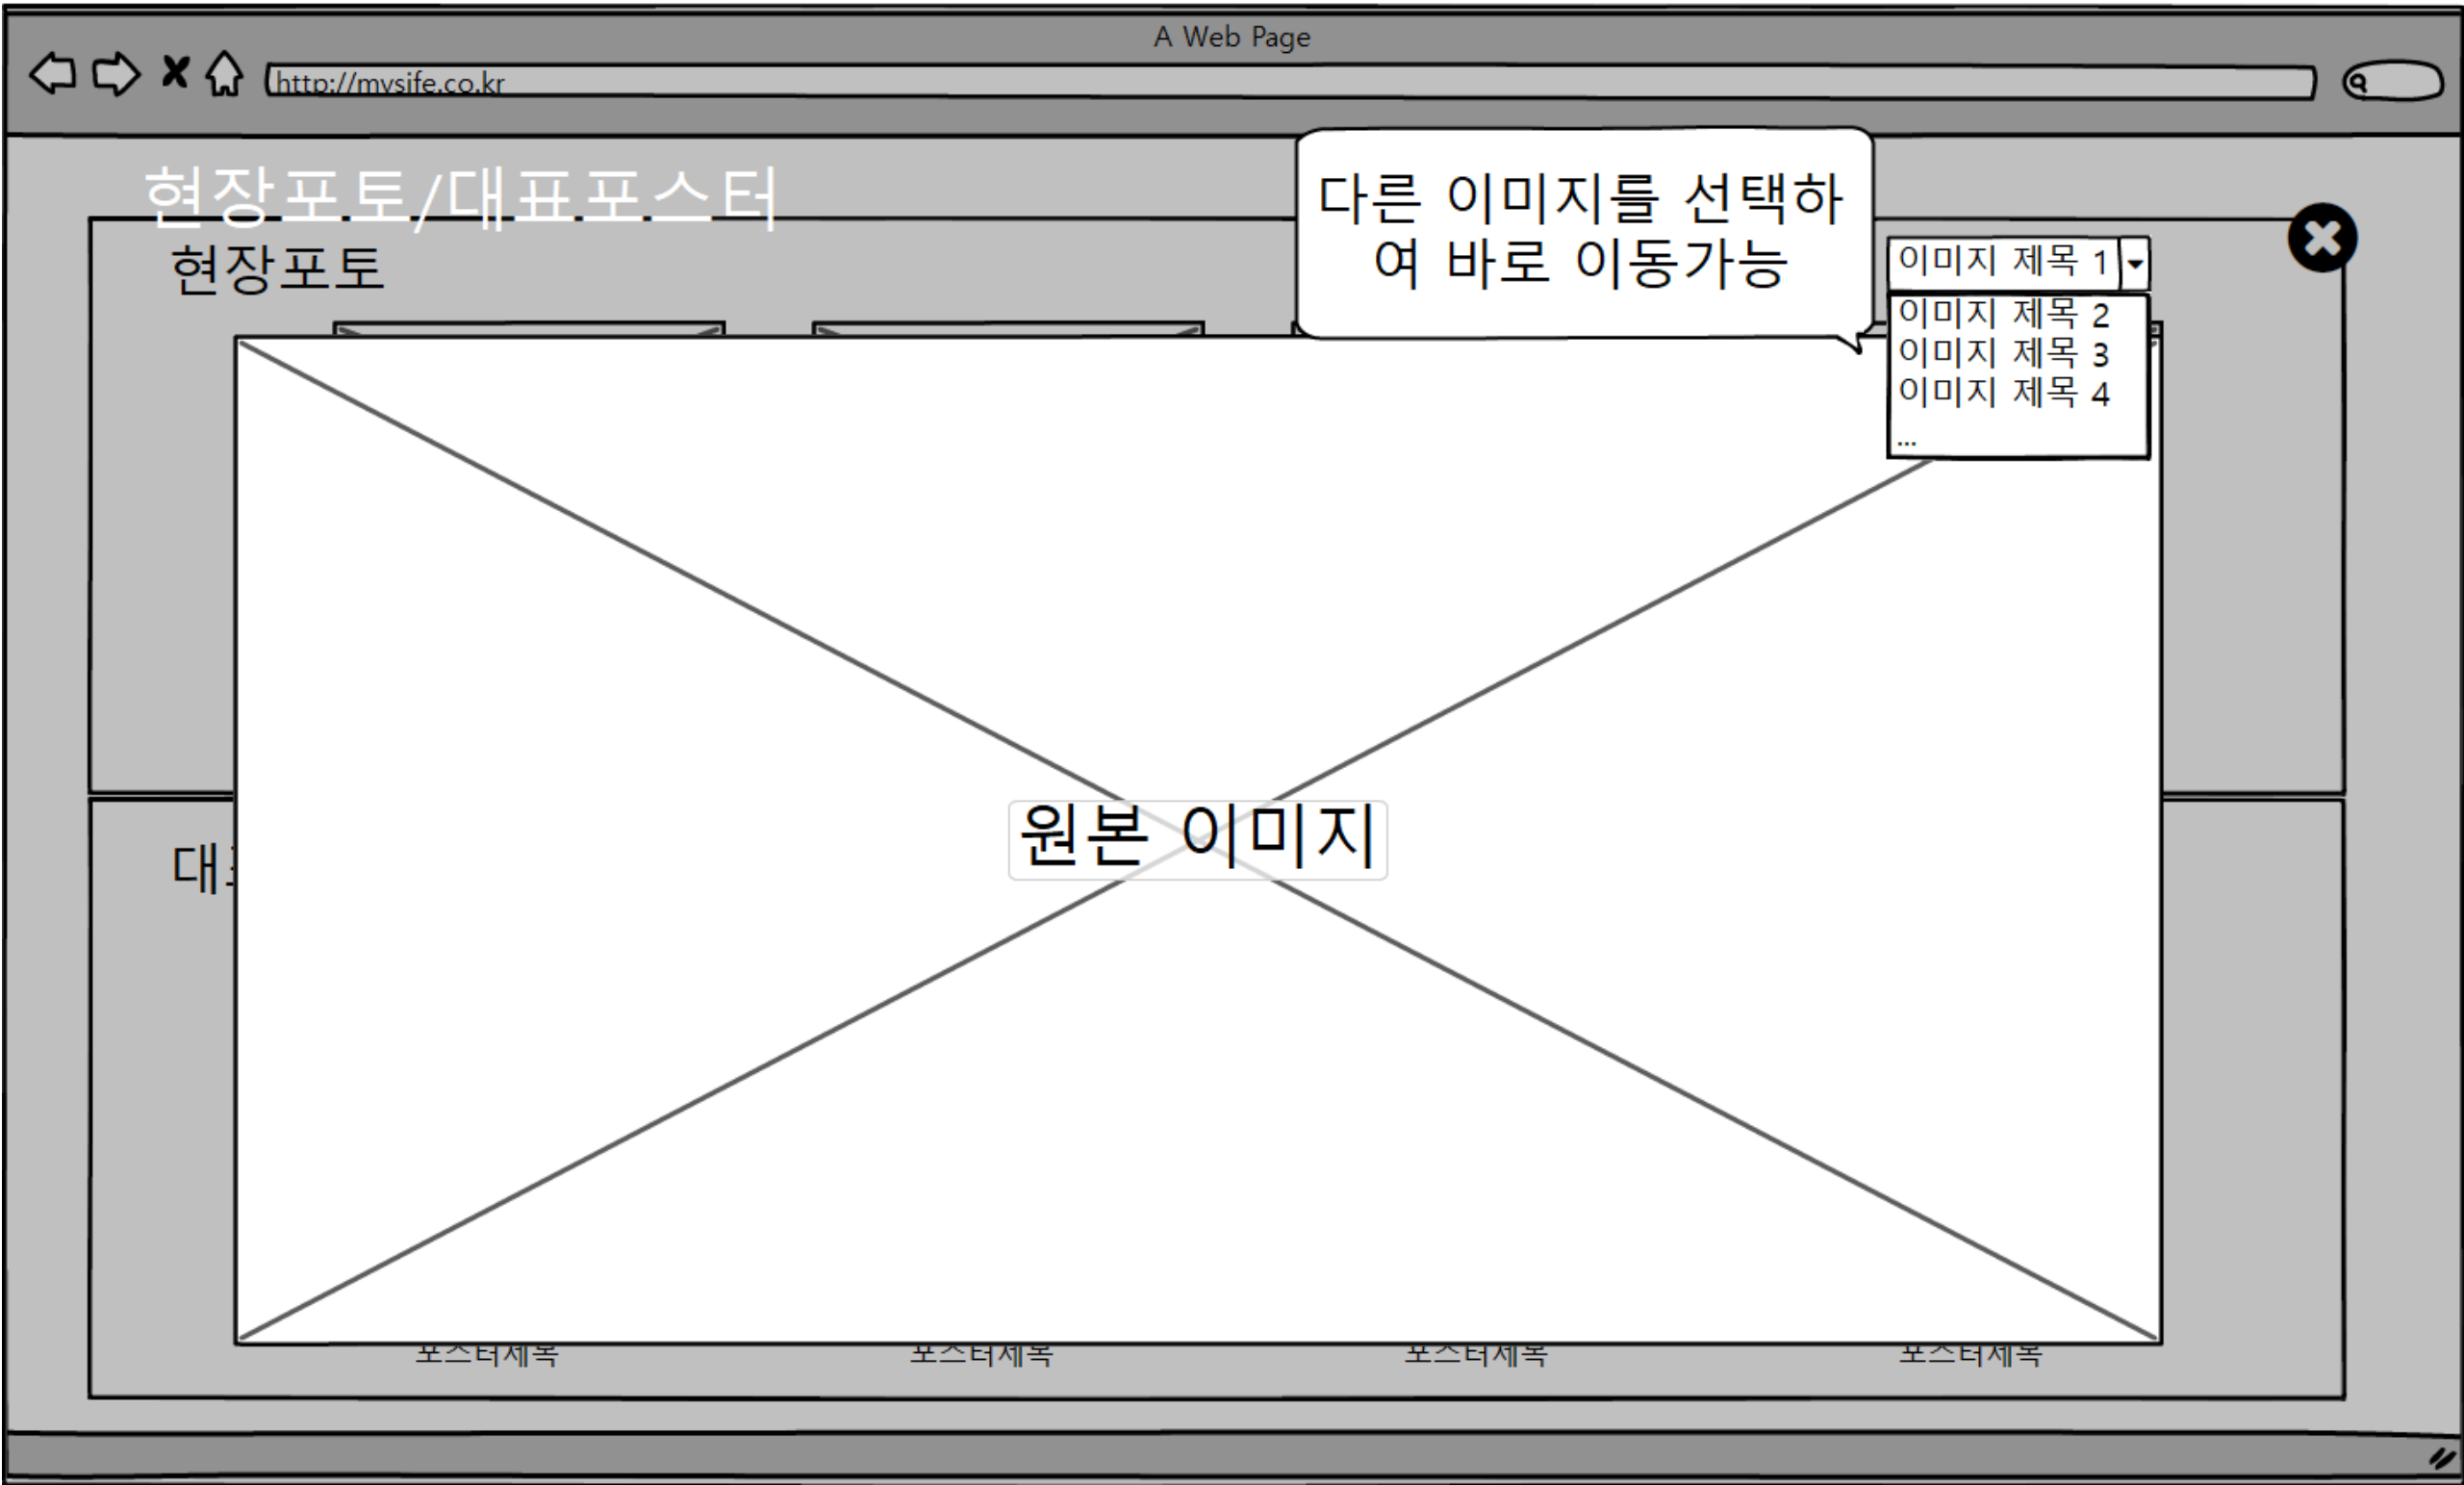 A Web Page
http://mysife.co.kr
현장포토/대표포스터
다른 이미지를 선택하
여 바로 이동가능
현장포토
이미지 제목 1
이미지 제목 2
이미지 제목 3
이미지 제목 4
...
원본 이미지
포스터제목 포스터제목 포스터제목 포스터제목